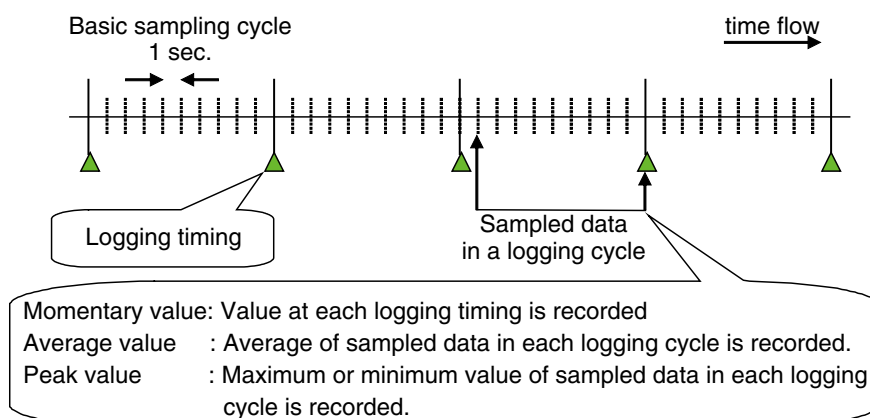 Basic sampling cycle
1 sec.
time flow
Logging timing
Sampled data
in a logging cycle
Momentary value: Value at each logging timing is recorded
Average value : Average of sampled data in each logging cycle is recorded.
Peak value : Maximum or minimum value of sampled data in each logging
cycle is recorded.